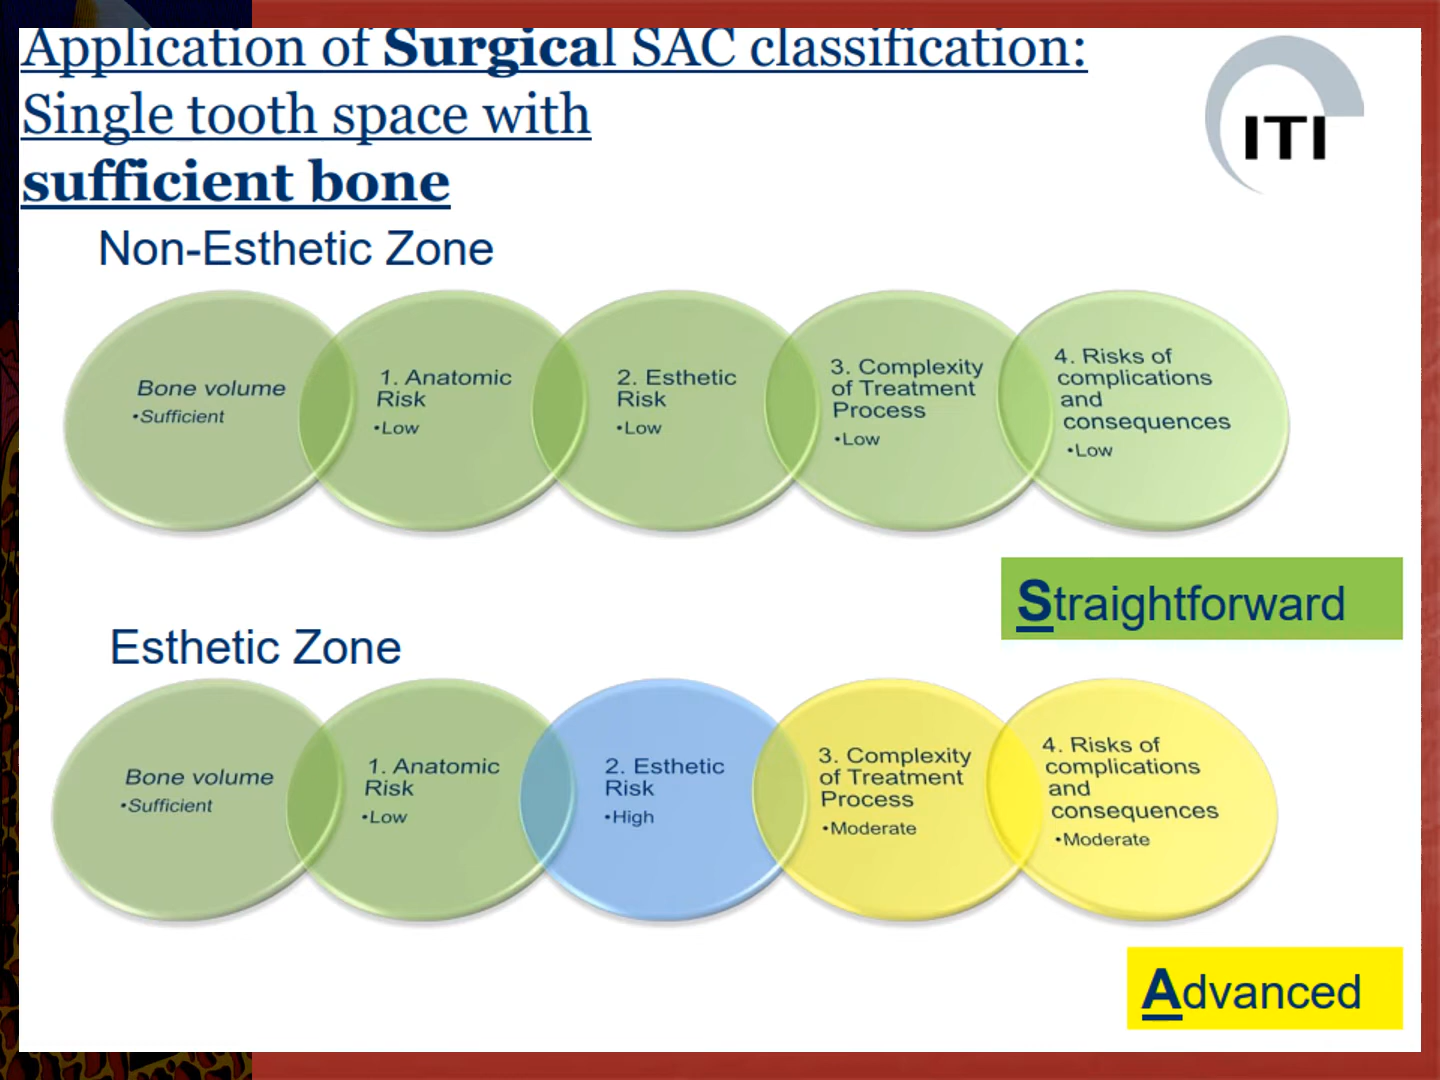 Application of Surgical SAC classification:
Single tooth space with
sufficient bone
ITI
Non-Esthetic Zone
Bone volume
•Sufficient
1. Anatomic
Risk
•Low
2. Esthetic
Risk
•Low
3. Complexity
of Treatment
Process
•Low
4. Risks of
complications
and
consequences
•Low
Straightforward
Esthetic Zone
Bone volume
•Sufficient
1. Anatomic
Risk
•Low
2. Esthetic
Risk
•High
3. Complexity
of Treatment
Process
•Moderate
4. Risks of
complications
and
consequences
•Moderate
Advanced